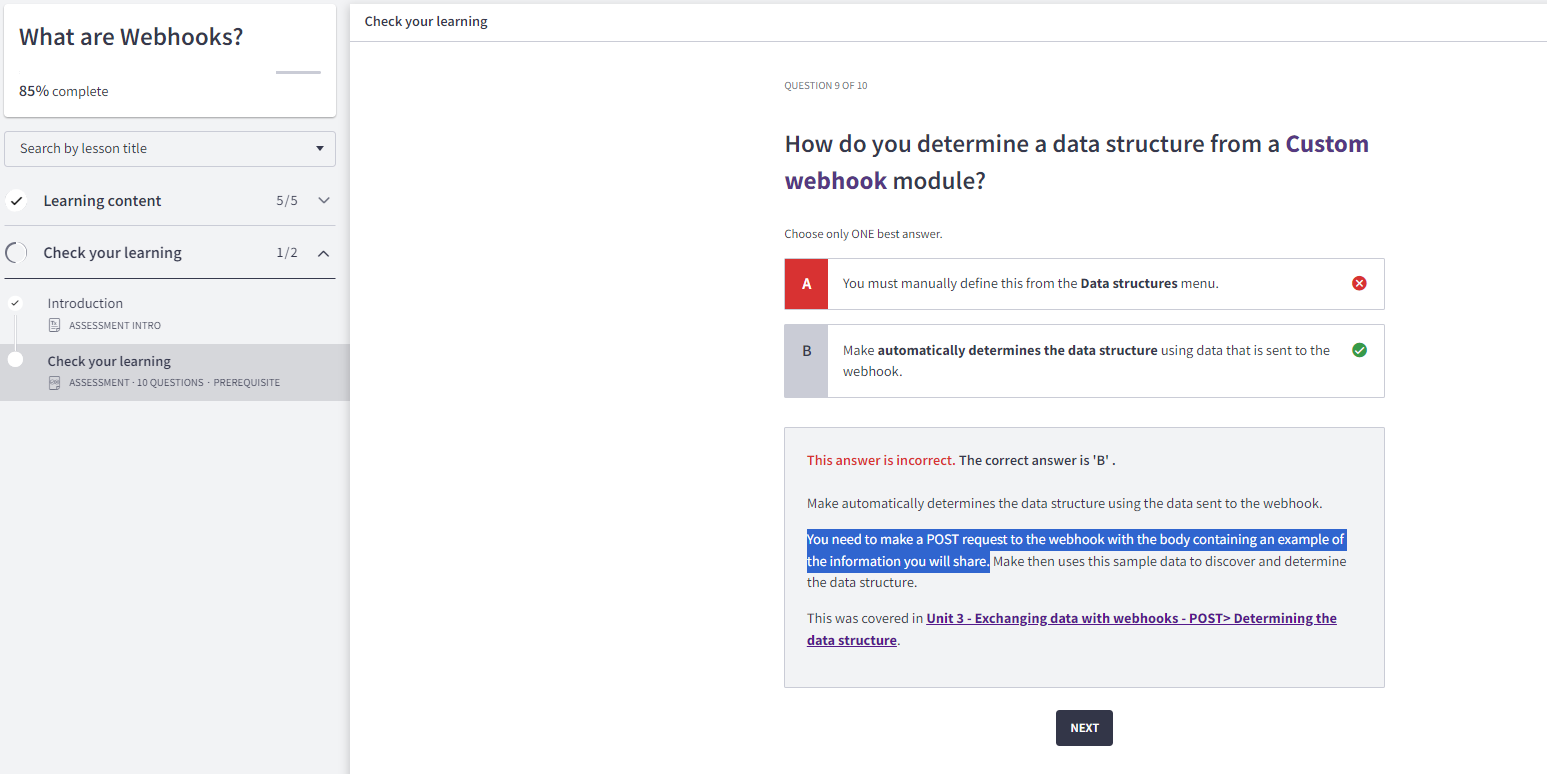 What are Webhooks?
85% complete
Search by lesson title
Learning content 5/5
Check your learning 1/2
Introduction
ASSESSMENT INTRO
Check your learning
ASSESSMENT · 10 QUESTIONS · PREREQUISITE
Check your learning
QUESTION 9 OF 10
How do you determine a data structure from a Custom
webhook module?
Choose only ONE best answer.
A You must manually define this from the Data structures menu.
B Make automatically determines the data structure using data that is sent to the
webhook.
This answer is incorrect. The correct answer is 'B' .
Make automatically determines the data structure using the data sent to the webhook.
You need to make a POST request to the webhook with the body containing an example of
the information you will share. Make then uses this sample data to discover and determine
the data structure.
This was covered in Unit 3 - Exchanging data with webhooks - POST> Determining the
data structure.
NEXT